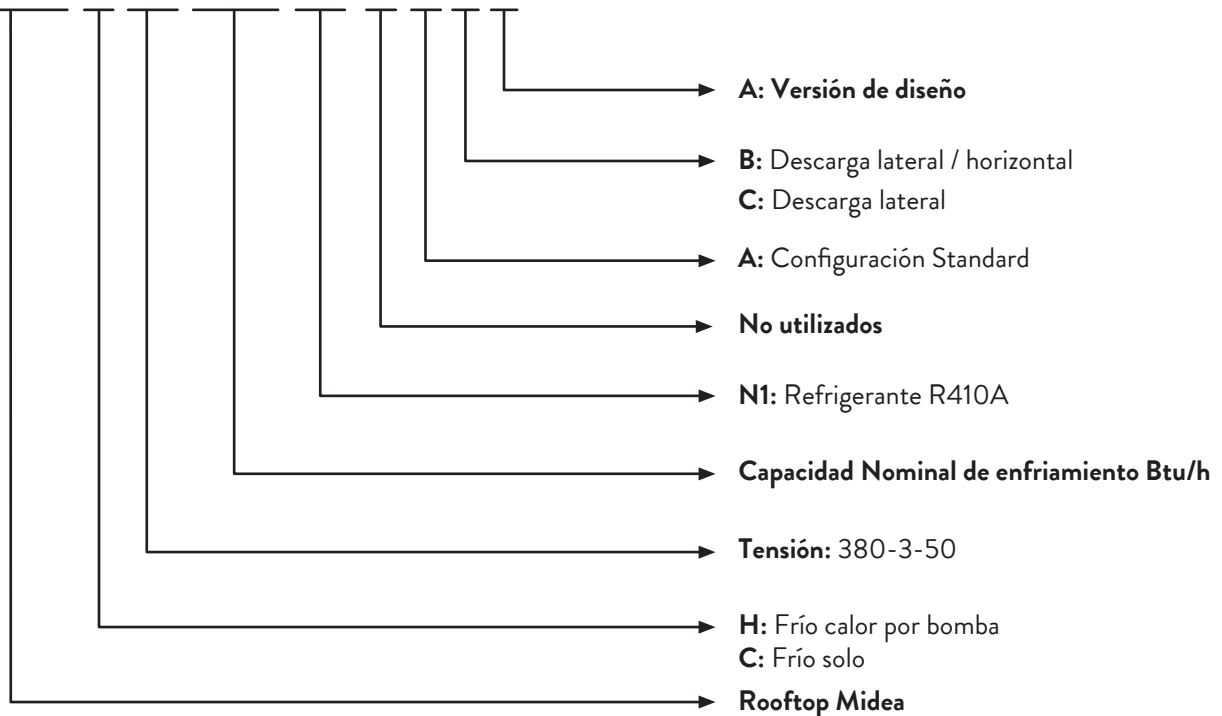 A: Versión de diseño
B: Descarga lateral / horizontal
C: Descarga lateral
A: Configuración Standard
No utilizados
N1: Refrigerante R410A
Capacidad Nominal de enfriamiento Btu/h
Tensión: 380-3-50
H: Frío calor por bomba
C: Frío solo
Rooftop Midea